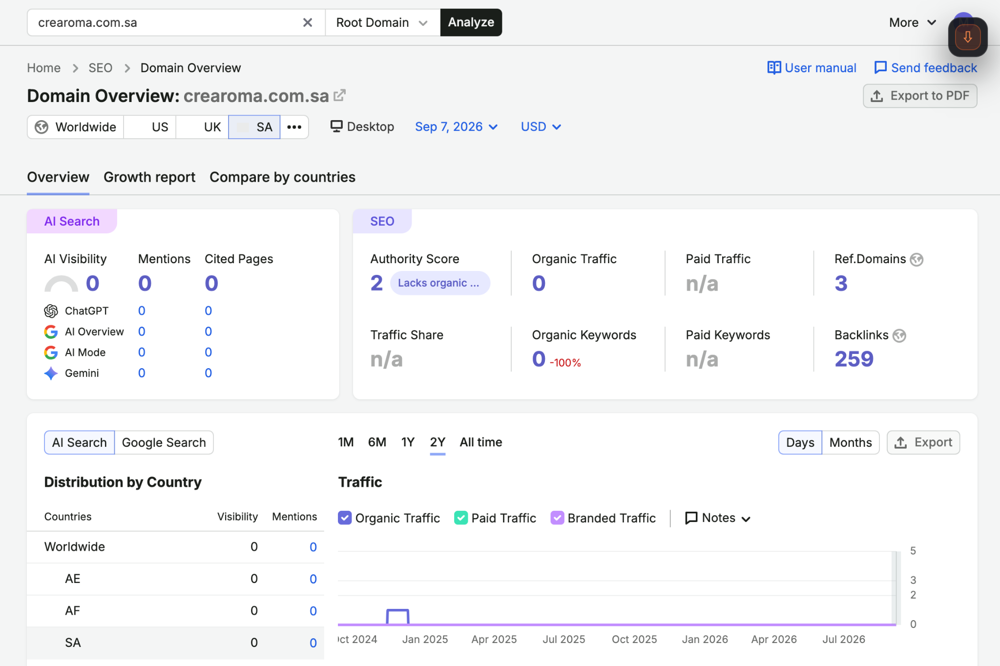 crearoma.com.sa
Root Domain
Analyze
More
Home > SEO > Domain Overview
User manual
Send feedback
Domain Overview: crearoma.com.sa
Export to PDF
Worldwide
US
UK
SA
Desktop
Sep 7, 2026
USD
Overview
Growth report
Compare by countries
AI Search
AI Visibility Mentions Cited Pages
0 0 0
ChatGPT 0 0
AI Overview 0 0
AI Mode 0 0
Gemini 0 0
SEO
Authority Score Organic Traffic Paid Traffic Ref.Domains
2 Lacks organic ... 0 n/a 3
Traffic Share Organic Keywords Paid Keywords Backlinks
n/a 0 -100% n/a 259
AI Search
Google Search
1M 6M 1Y 2Y All time
Days
Months
Export
Distribution by Country
Countries Visibility Mentions
Worldwide 0 0
AE 0 0
AF 0 0
SA 0 0
Traffic
Organic Traffic
Paid Traffic
Branded Traffic
Notes
5
3
2
0
ct 2024 Jan 2025 Apr 2025 Jul 2025 Oct 2025 Jan 2026 Apr 2026 Jul 2026